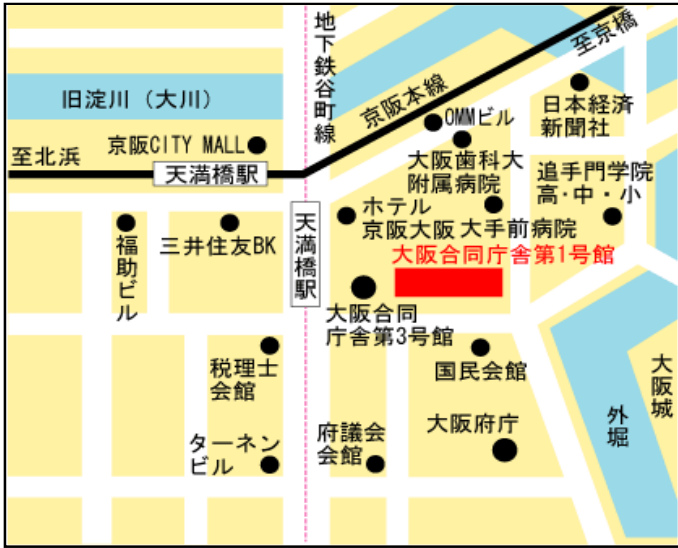 地下鉄谷町線
至京橋
旧淀川（大川）
京阪本線
OMMビル
日本経済
新聞社
至北浜
京阪CITY MALL
天満橋駅
大阪歯科大
附属病院
追手門学院
高・中・小
福助ビル
三井住友BK
天満橋駅
ホテル
京阪大阪
大手前病院
大阪合同庁舎第1号館
大阪合同
庁舎第3号館
税理士
会館
国民会館
大阪城
外堀
ターネン
ビル
府議会
会館
大阪府庁